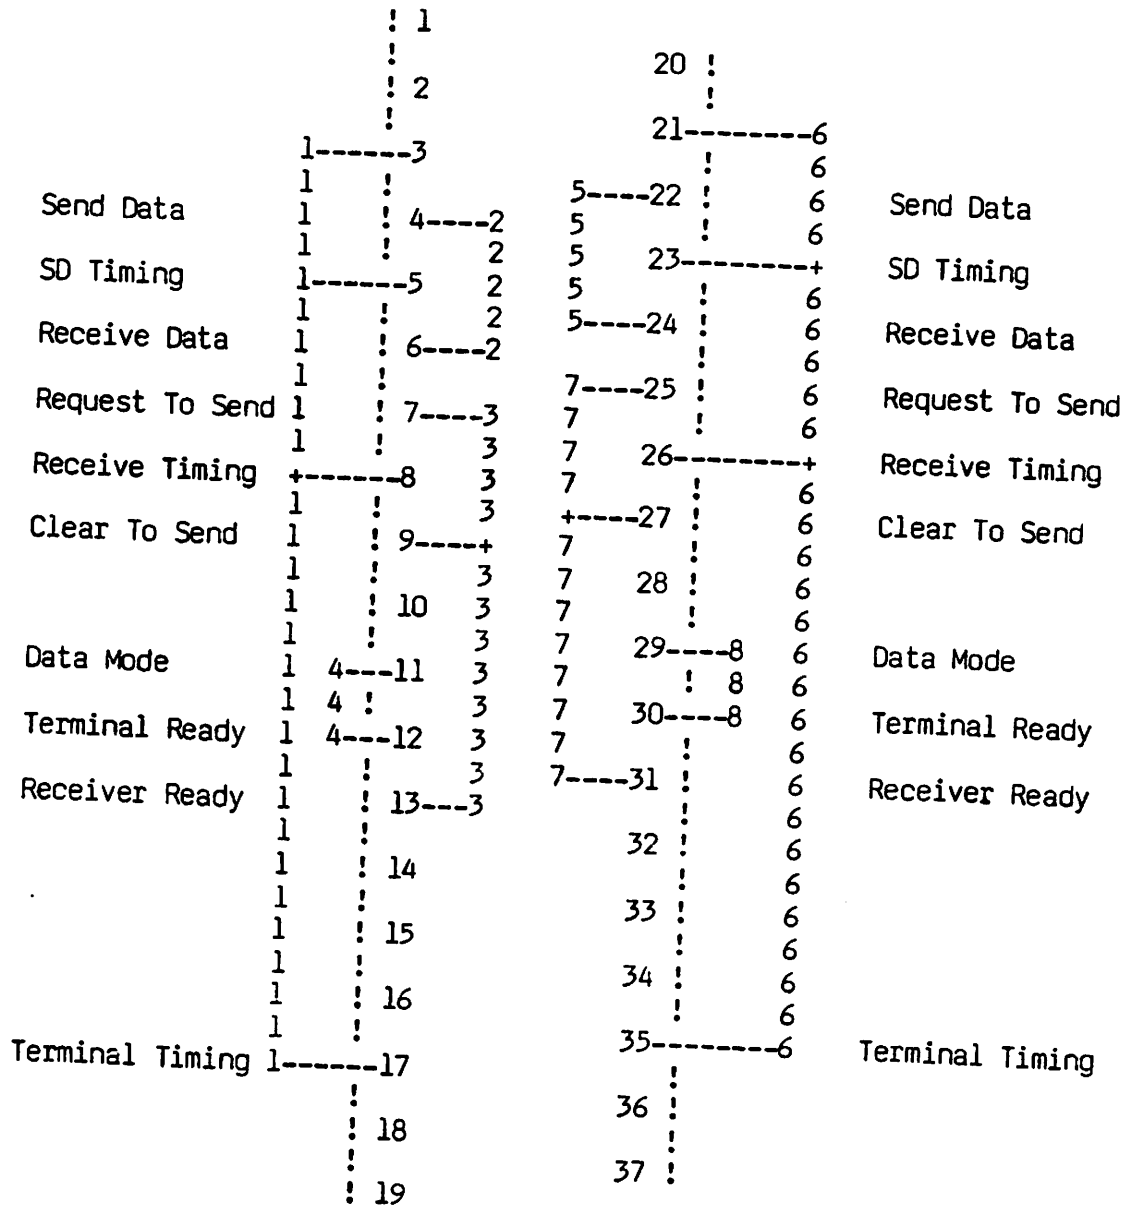 ! 1
!
! 20 !
! 2 !
!
1------3 21--------6
1 ! ! 6
Send Data 1 ! 4----2 5----22 ! 6 Send Data
1 ! 2 5 ! 6
SD Timing 1------5 2 5 23--------+ SD Timing
1 ! 2 5 ! 6
Receive Data 1 ! 6----2 5----24 ! 6 Receive Data
1 ! ! 6
Request To Send 1 ! 7----3 7----25 ! 6 Request To Send
1 ! 3 7 ! 6
Receive Timing +------8 3 7 26--------+ Receive Timing
1 ! 3 7 ! 6
Clear To Send 1 ! 9----+ +----27 ! 6 Clear To Send
1 ! 3 7 ! 6
1 ! 10 3 7 28 ! 6
1 ! 3 7 ! 6
Data Mode 1 4---11 3 7 29----8 6 Data Mode
1 4 ! 3 7 ! 8 6
Terminal Ready 1 4---12 3 7 30----8 6 Terminal Ready
1 ! 3 7 ! 6
Receiver Ready 1 ! 13---3 7----31 ! 6 Receiver Ready
1 ! ! 6
1 ! 14 32 ! 6
1 ! ! 6
1 ! 15 33 ! 6
1 ! ! 6
1 ! 16 34 ! 6
1 ! ! 6
Terminal Timing 1------17 35--------6 Terminal Timing
! !
! 18 36 !
! !
! 19 37 !